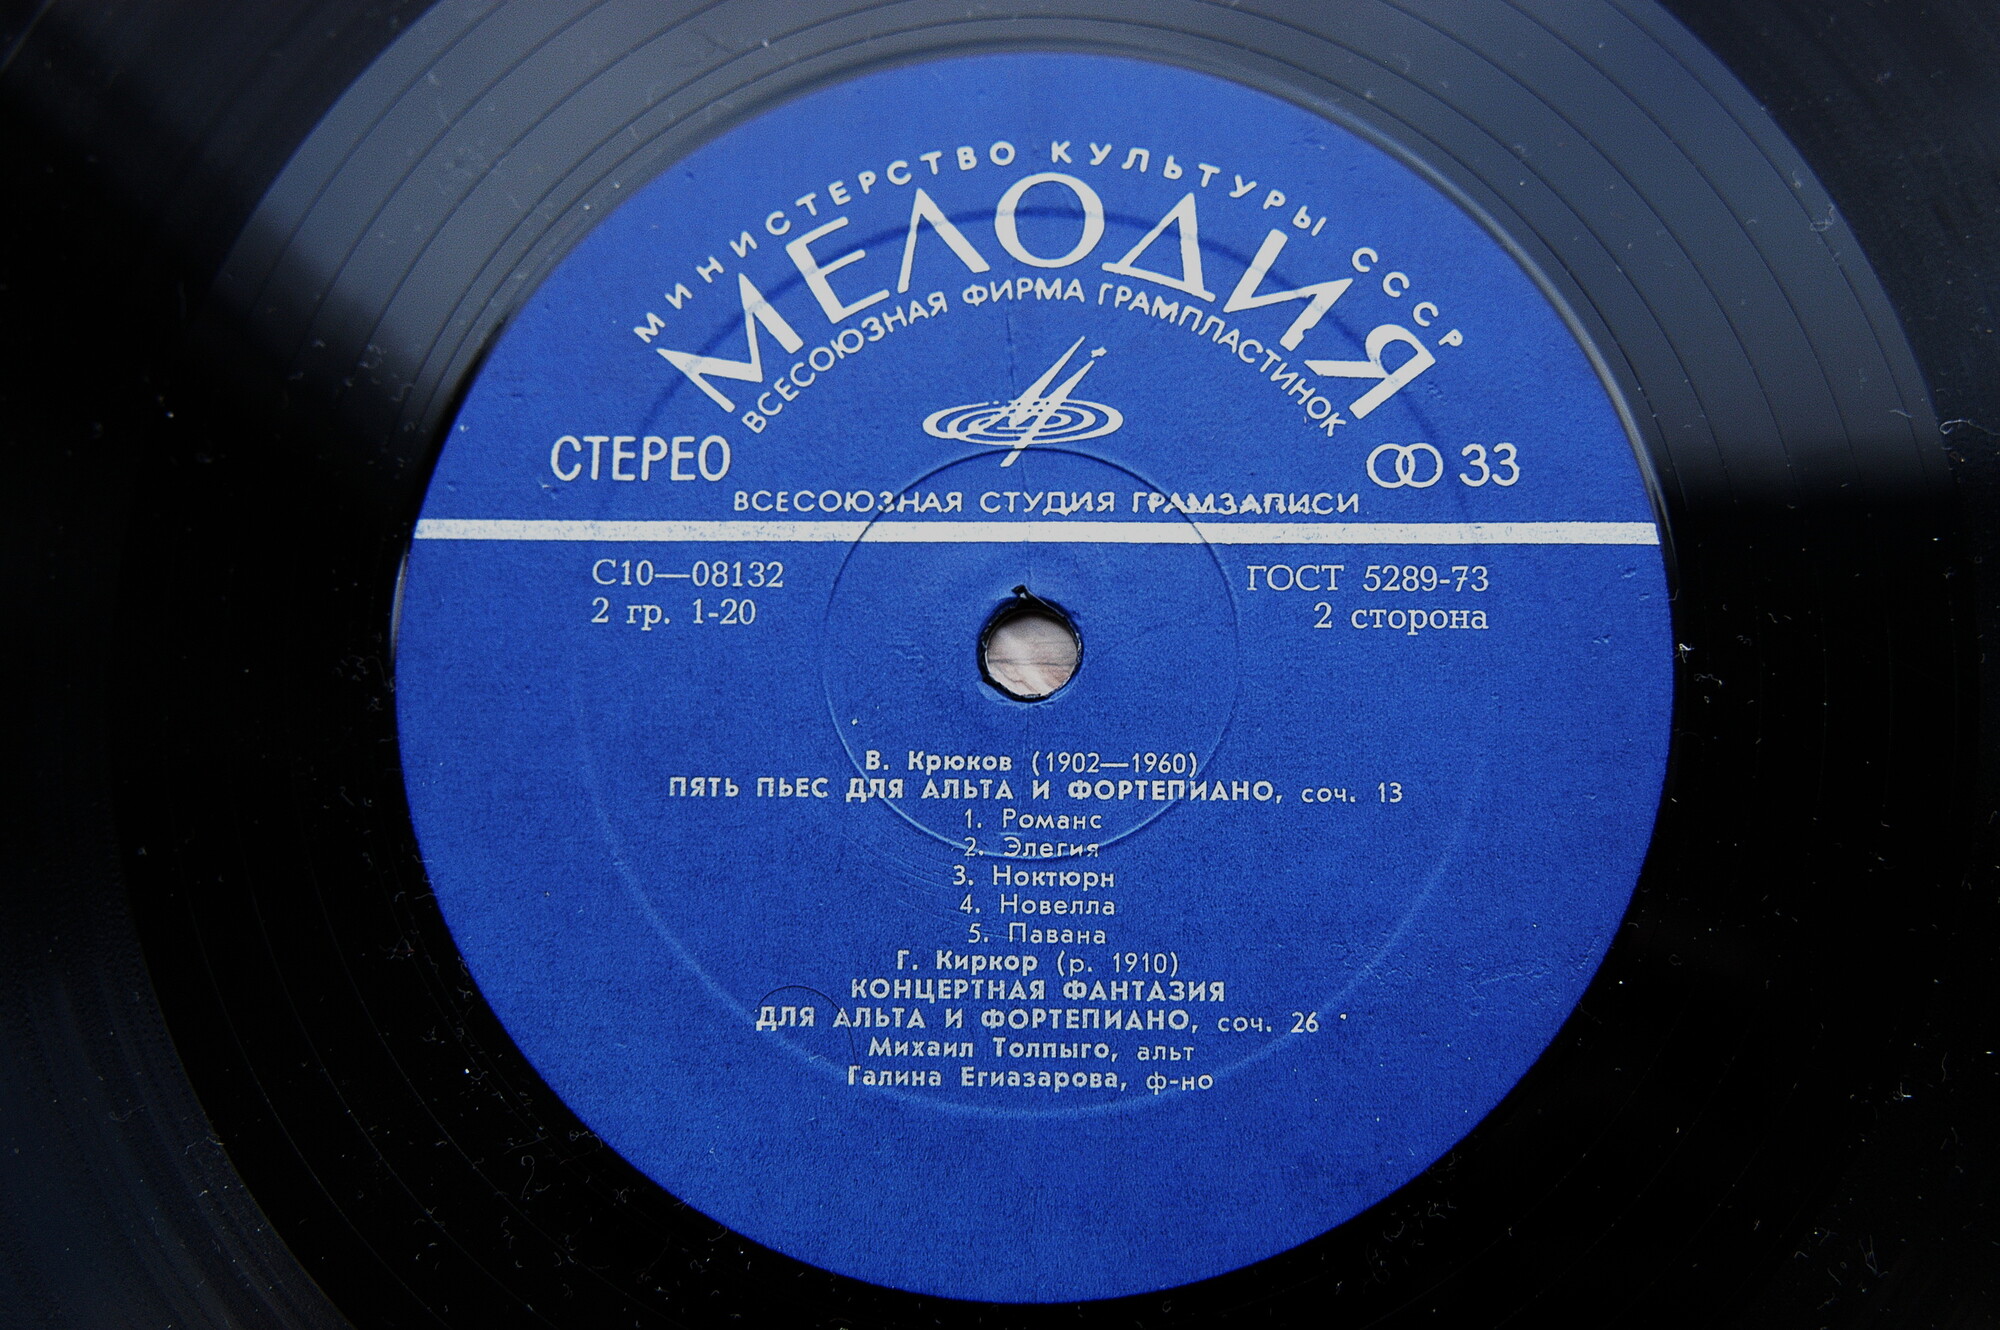 МИНИСТЕРСТВО КУЛЬТУРЫ СССР
МЕЛОДИЯ
ВСЕСОЮЗНАЯ ФИРМА ГРАМПЛАСТИНОК
СТЕРЕО
33
ВСЕСОЮЗНАЯ СТУДИЯ ГРАМЗАПИСИ
С10—08132
ГОСТ 5289-73
2 гр. 1-20
2 сторона
В. Крюков (1902—1960)
ПЯТЬ ПЬЕС ДЛЯ АЛЬТА И ФОРТЕПИАНО, соч. 13
1. Романс
2. Элегия
3. Ноктюрн
4. Новелла
5. Павана
Г. Киркор (р. 1910)
КОНЦЕРТНАЯ ФАНТАЗИЯ
ДЛЯ АЛЬТА И ФОРТЕПИАНО, соч. 26
Михаил Толпыго, альт
Галина Егиазарова, ф-но